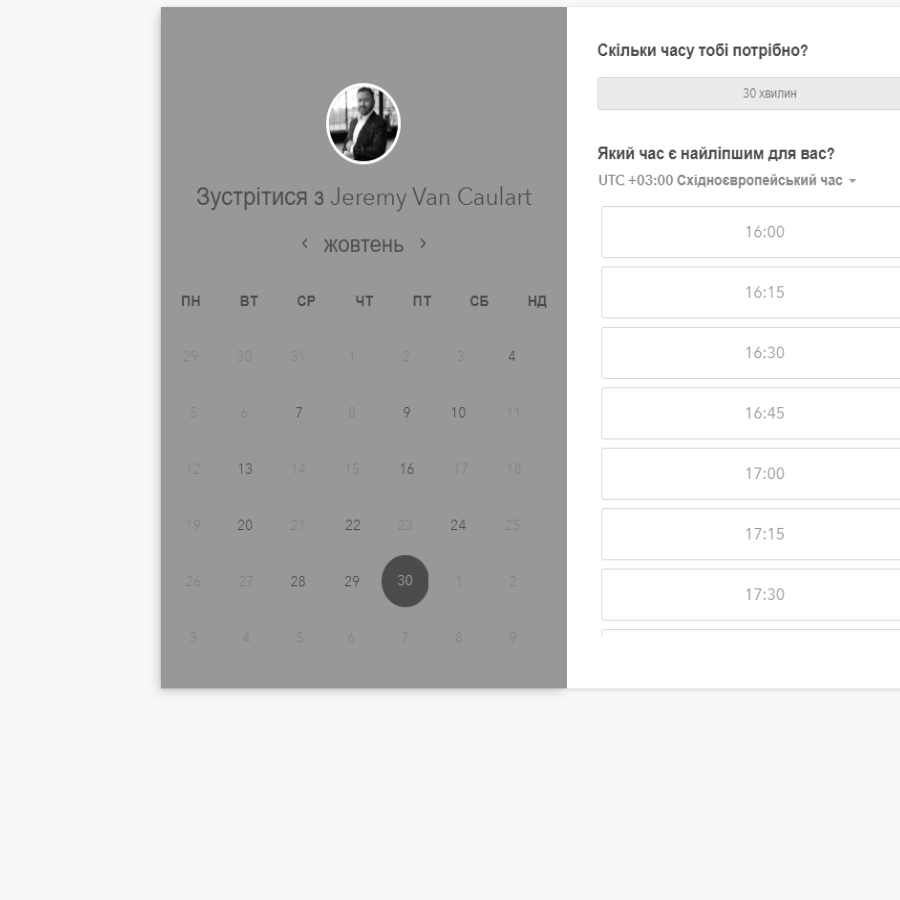 Зустрітися з Jeremy Van Caulart
‹ жовтень ›
ПН ВТ СР ЧТ ПТ СБ НД
29 30 31 1 2 3 4
5 6 7 8 9 10 11
12 13 14 15 16 17 18
19 20 21 22 23 24 25
26 27 28 29 30 1 2
3 4 5 6 7 8 9
Скільки часу тобі потрібно?
30 хвилин
Який час є найліпшим для вас?
UTC +03:00 Східноєвропейський час
16:00
16:15
16:30
16:45
17:00
17:15
17:30